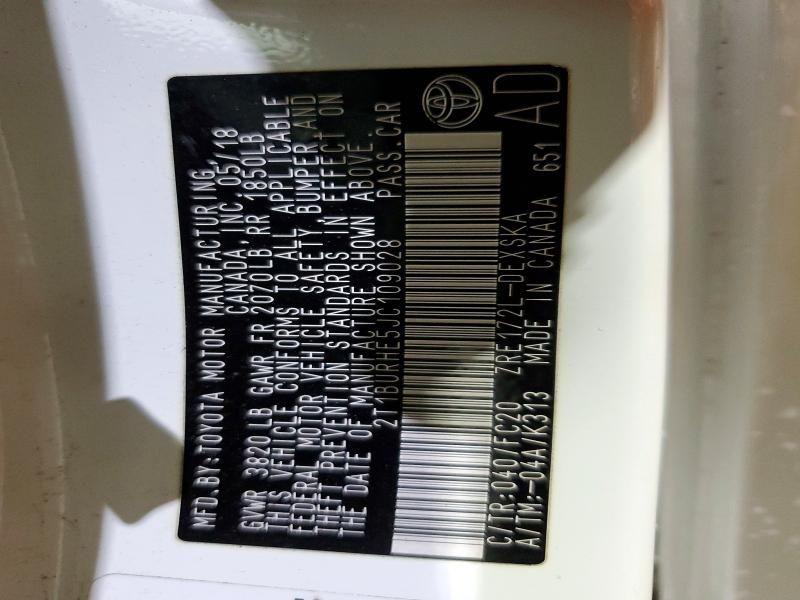 MFD.BY:TOYOTA MOTOR MANUFACTURING,
CANADA, INC. 05/18
GWVR 3820LB GAWR FR 2070LB RR 1850LB
THIS VEHICLE CONFORMS TO ALL APPLICABLE
FEDERAL MOTOR VEHICLE SAFETY, BUMPER, AND
THEFT PREVENTION STANDARDS IN EFFECT ON
THE DATE OF MANUFACTURE SHOWN ABOVE.
2T1BURHE5JC109028 PASS.CAR
C/TR:040/FC20 ZRE172L-DEXSKA
A/TM:-04A/K313 MADE IN CANADA 651
AD